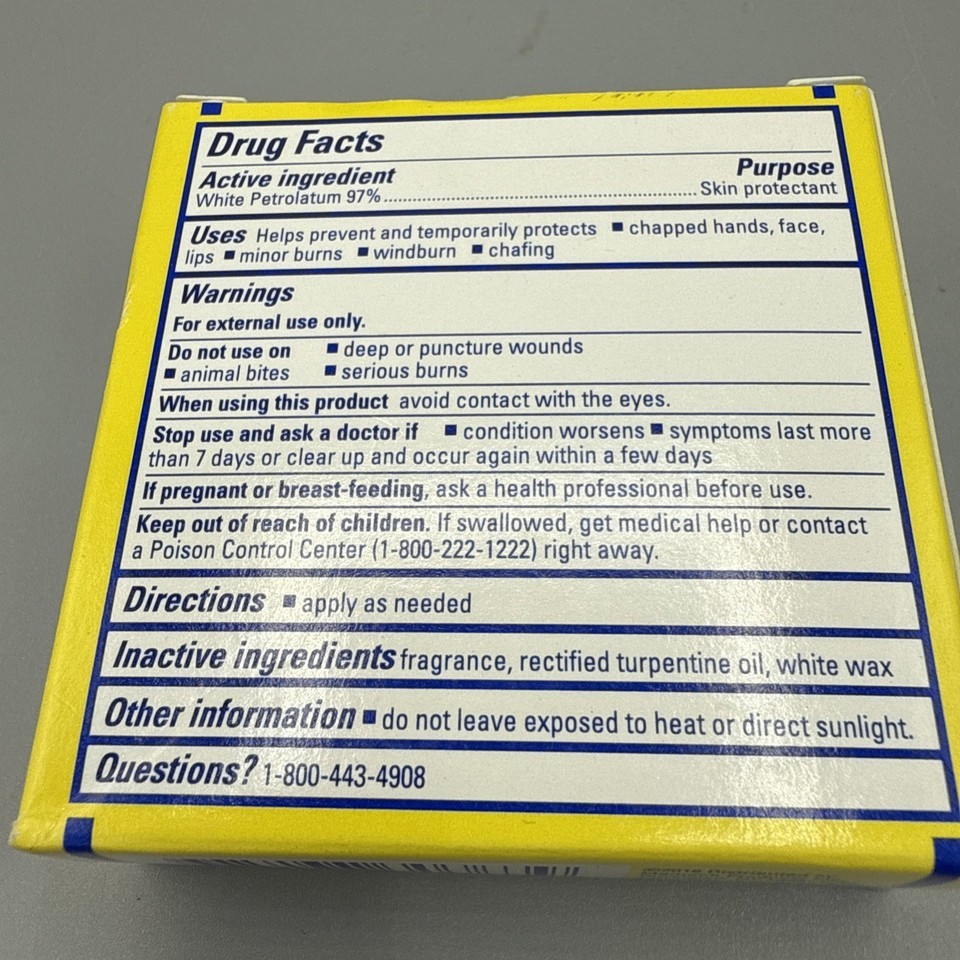 Drug Facts
Active ingredient Purpose
White Petrolatum 97%.......................................................... Skin protectant
Uses Helps prevent and temporarily protects ■ chapped hands, face,
lips ■ minor burns ■ windburn ■ chafing
Warnings
For external use only.
Do not use on ■ deep or puncture wounds
■ animal bites ■ serious burns
When using this product avoid contact with the eyes.
Stop use and ask a doctor if ■ condition worsens ■ symptoms last more
than 7 days or clear up and occur again within a few days
If pregnant or breast-feeding, ask a health professional before use.
Keep out of reach of children. If swallowed, get medical help or contact
a Poison Control Center (1-800-222-1222) right away.
Directions ■ apply as needed
Inactive ingredients fragrance, rectified turpentine oil, white wax
Other information ■ do not leave exposed to heat or direct sunlight.
Questions? 1-800-443-4908